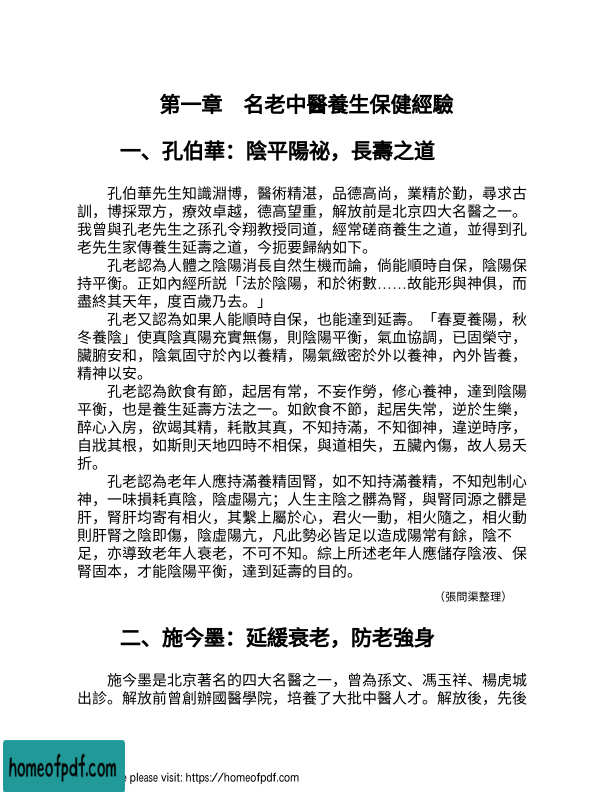 第一章　名老中醫養生保健經驗
一、孔伯華：陰平陽祕，長壽之道
孔伯華先生知識淵博，醫術精湛，品德高尚，業精於勤，尋求古
訓，博採眾方，療效卓越，德高望重，解放前是北京四大名醫之一。
我曾與孔老先生之孫孔令翔教授同道，經常磋商養生之道，並得到孔
老先生家傳養生延壽之道，今扼要歸納如下。
孔老認為人體之陰陽消長自然生機而論，倘能順時自保，陰陽保
持平衡。正如內經所説「法於陰陽，和於術數……故能形與神俱，而
盡終其天年，度百歲乃去。」
孔老又認為如果人能順時自保，也能達到延壽。「春夏養陽，秋
冬養陰」使真陰真陽充實無傷，則陰陽平衡，氣血協調，已固榮守，
臟腑安和，陰氣固守於內以養精，陽氣緻密於外以養神，內外皆養，
精神以安。
孔老認為飲食有節，起居有常，不妄作勞，修心養神，達到陰陽
平衡，也是養生延壽方法之一。如飲食不節，起居失常，逆於生樂，
醉心入房，欲竭其精，耗散其真，不知持滿，不知御神，違逆時序，
自戕其根，如斯則天地四時不相保，與道相失，五臟內傷，故人易夭
折。
孔老認為老年人應持滿養精固腎，如不知持滿養精，不知剋制心
神，一味損耗真陰，陰虛陽亢；人生主陰之髒為腎，與腎同源之髒是
肝，腎肝均寄有相火，其繫上屬於心，君火一動，相火隨之，相火動
則肝腎之陰即傷，陰虛陽亢，凡此勢必皆足以造成陽常有餘，陰不
足，亦導致老年人衰老，不可不知。綜上所述老年人應儲存陰液、保
腎固本，才能陰陽平衡，達到延壽的目的。
（張問渠整理）
二、施今墨：延緩衰老，防老強身
施今墨是北京著名的四大名醫之一，曾為孫文、馮玉祥、楊虎城
出診。解放前曾創辦國醫學院，培養了大批中醫人才。解放後，先後
homeofpdf.com
e please visit: https://homeofpdf.com